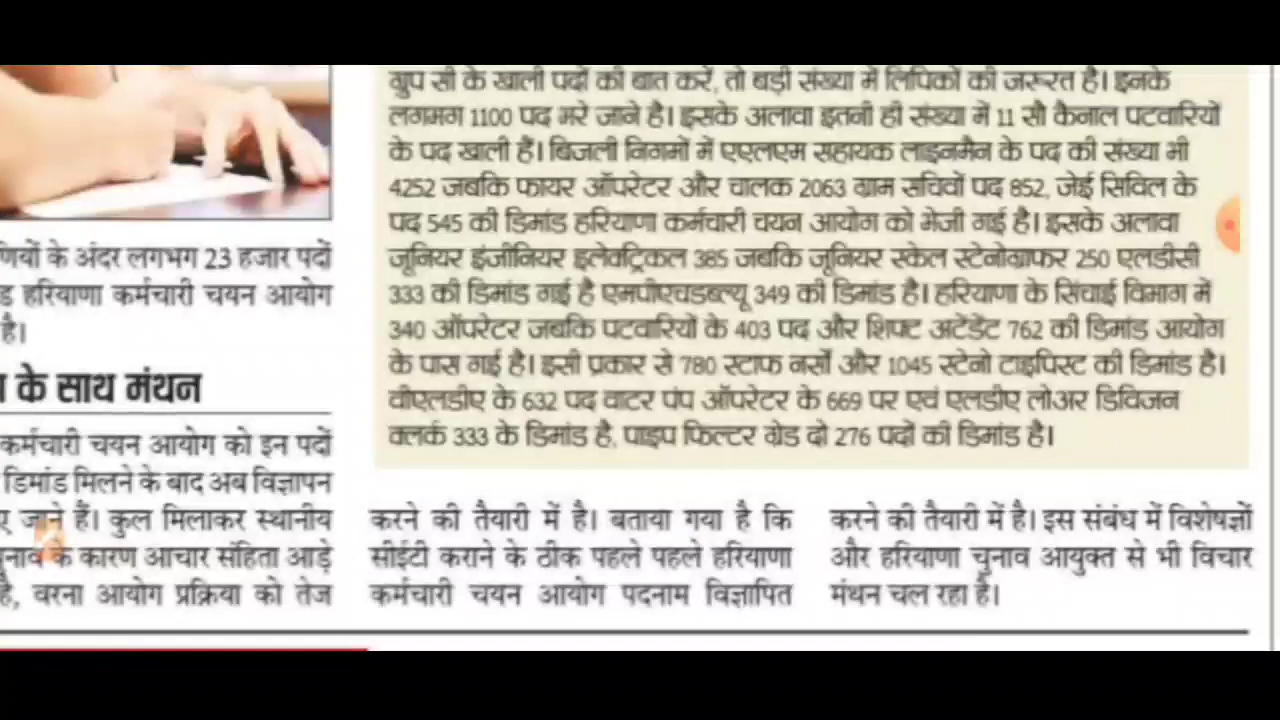 ग्रुप सी के खाली पदों की बात करें, तो बड़ी संख्या में लिपिकों की जरूरत है। इनके
लगभग 1100 पद भरे जाने है। इसके अलावा इतनी ही संख्या में 11 सौ कैनाल पटवारियों
के पद खाली हैं। बिजली निगमों में एएलएम सहायक लाइनमैन के पद की संख्या भी
4252 जबकि फायर ऑपरेटर और चालक 2063 ग्राम सचिवों पद 852, जेई सिविल के
पद 545 की डिमांड हरियाणा कर्मचारी चयन आयोग को भेजी गई है। इसके अलावा
जूनियर इंजीनियर इलेक्ट्रिकल 385 जबकि जूनियर स्केल स्टेनोग्राफर 250 एलडीसी
333 की डिमांड गई है एमपीएचडब्ल्यू 349 की डिमांड है। हरियाणा के सिंचाई विभाग में
340 ऑपरेटर जबकि पटवारियों के 403 पद और शिफ्ट अटेंडेंट 762 की डिमांड आयोग
के पास गई है। इसी प्रकार से 780 स्टाफ नर्सों और 1045 स्टेनो टाइपिस्ट की डिमांड है।
वीएलडीए के 632 पद वाटर पंप ऑपरेटर के 669 पर एवं एलडीए लोअर डिविजन
क्लर्क 333 के डिमांड है, पाइप फिल्टर ग्रेड दो 276 पदों की डिमांड है।
णियों के अंदर लगभग 23 हजार पदों
ड हरियाणा कर्मचारी चयन आयोग
है।
के साथ मंथन
कर्मचारी चयन आयोग को इन पदों
डिमांड मिलने के बाद अब विज्ञापन
ए जाने हैं। कुल मिलाकर स्थानीय
नाव के कारण आचार संहिता आड़े
है, वरना आयोग प्रक्रिया को तेज
करने की तैयारी में है। बताया गया है कि
सीईटी कराने के ठीक पहले पहले हरियाणा
कर्मचारी चयन आयोग पदनाम विज्ञापित
करने की तैयारी में है। इस संबंध में विशेषज्ञों
और हरियाणा चुनाव आयुक्त से भी विचार
मंथन चल रहा है।